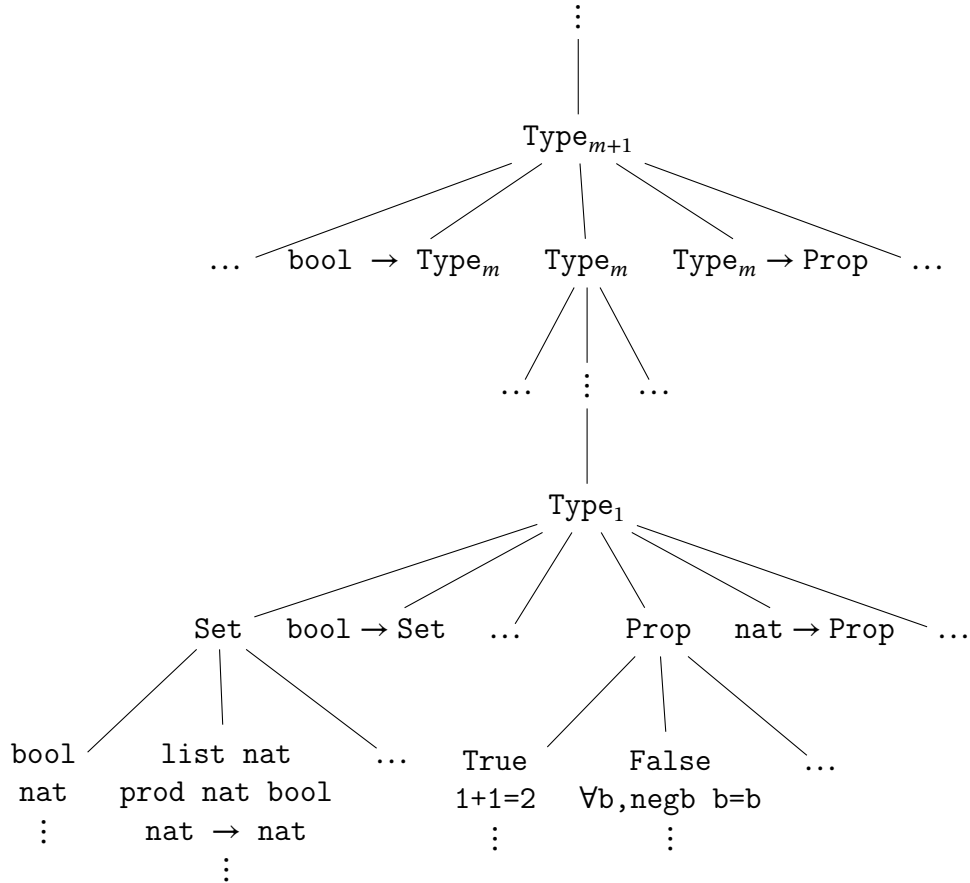 ⋮
Type_{m+1}
… bool → Type_m Type_m Type_m → Prop …
… ⋮ …
Type_1
Set bool → Set … Prop nat → Prop …
bool list nat … True False …
nat prod nat bool 1+1=2 ∀b,negb b=b
⋮ nat → nat ⋮ ⋮
⋮